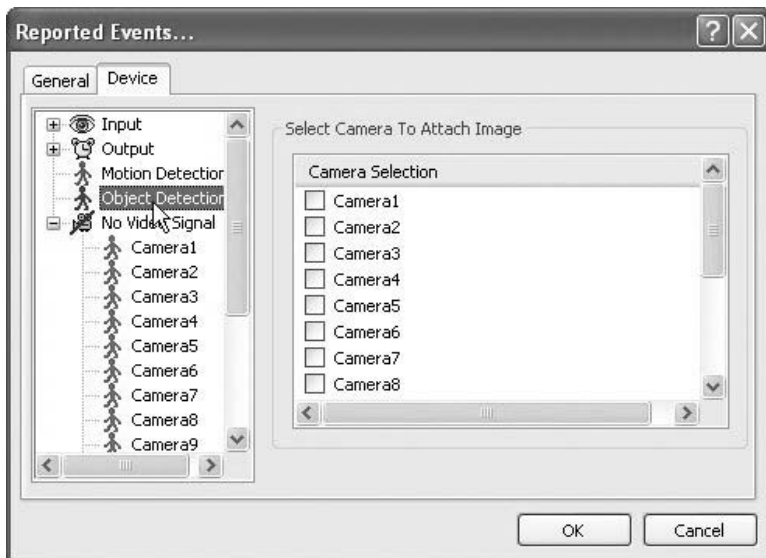 Reported Events...
General
Device
Input
Output
Motion Detection
Object Detection
No Video Signal
Camera1
Camera2
Camera3
Camera4
Camera5
Camera6
Camera7
Camera8
Camera9
Select Camera To Attach Image
Camera Selection
Camera1
Camera2
Camera3
Camera4
Camera5
Camera6
Camera7
Camera8
OK
Cancel